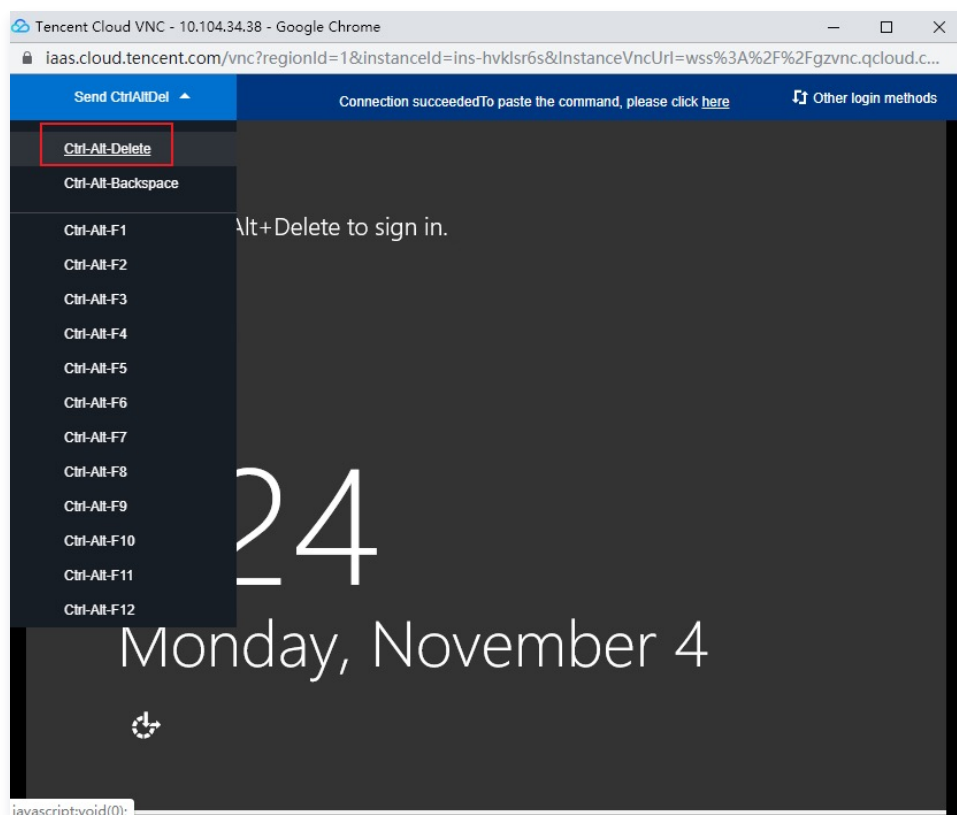 Tencent Cloud VNC - 10.104.34.38 - Google Chrome
iaas.cloud.tencent.com/vnc?regionId=1&instanceId=ins-hvklsr6s&InstanceVncUrl=wss%3A%2F%2Fgzvnc.qcloud.c...
Send CtrlAltDel
Connection succeededTo paste the command, please click here
Other login methods
Ctrl-Alt-Delete
Ctrl-Alt-Backspace
Ctrl-Alt-F1
Alt+Delete to sign in.
Ctrl-Alt-F2
Ctrl-Alt-F3
Ctrl-Alt-F4
Ctrl-Alt-F5
Ctrl-Alt-F6
Ctrl-Alt-F7
Ctrl-Alt-F8
Ctrl-Alt-F9
Ctrl-Alt-F10
Ctrl-Alt-F11
Ctrl-Alt-F12
24
Monday, November 4
javascript:void(0);